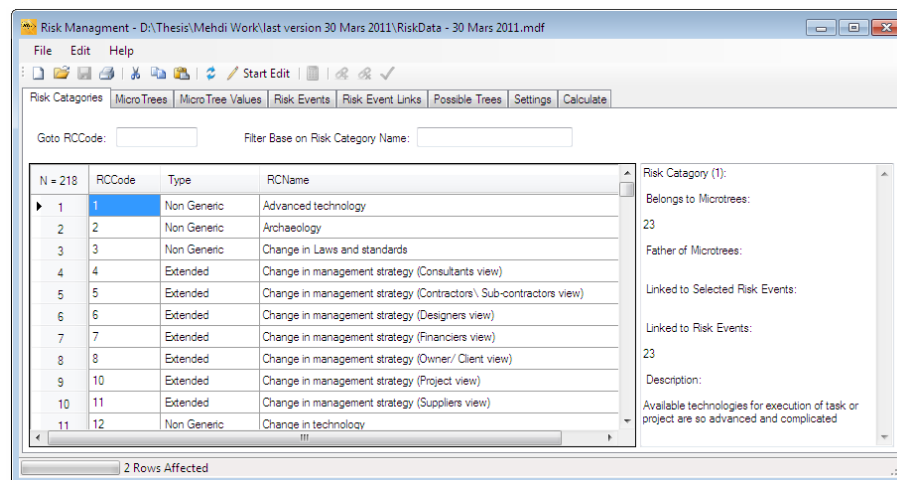 Risk Managment - D:\Thesis\Mehdi Work\last version 30 Mars 2011\RiskData - 30 Mars 2011.mdf
File Edit Help
Start Edit
Risk Catagories MicroTrees MicroTree Values Risk Events Risk Event Links Possible Trees Settings Calculate
Goto RCCode: Filter Base on Risk Category Name:
N = 218 RCCode Type RCName
1 1 Non Generic Advanced technology
2 2 Non Generic Archaeology
3 3 Non Generic Change in Laws and standards
4 4 Extended Change in management strategy (Consultants view)
5 5 Extended Change in management strategy (Contractors\ Sub-contractors view)
6 6 Extended Change in management strategy (Designers view)
7 7 Extended Change in management strategy (Financiers view)
8 8 Extended Change in management strategy (Owner/ Client view)
9 10 Extended Change in management strategy (Project view)
10 11 Extended Change in management strategy (Suppliers view)
11 12 Non Generic Change in technology
Risk Catagory (1):
Belongs to Microtrees:
23
Father of Microtrees:
Linked to Selected Risk Events:
Linked to Risk Events:
23
Description:
Available technologies for execution of task or
project are so advanced and complicated
2 Rows Affected